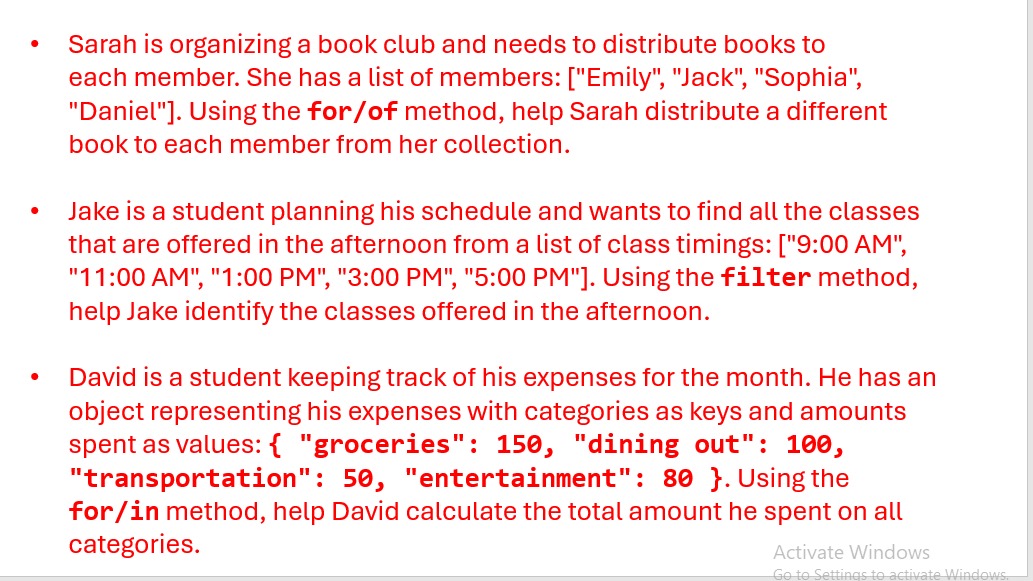 • Sarah is organizing a book club and needs to distribute books to
each member. She has a list of members: ["Emily", "Jack", "Sophia",
"Daniel"]. Using the for/of method, help Sarah distribute a different
book to each member from her collection.
• Jake is a student planning his schedule and wants to find all the classes
that are offered in the afternoon from a list of class timings: ["9:00 AM",
"11:00 AM", "1:00 PM", "3:00 PM", "5:00 PM"]. Using the filter method,
help Jake identify the classes offered in the afternoon.
• David is a student keeping track of his expenses for the month. He has an
object representing his expenses with categories as keys and amounts
spent as values: { "groceries": 150, "dining out": 100,
"transportation": 50, "entertainment": 80 }. Using the
for/in method, help David calculate the total amount he spent on all
categories.
Activate Windows
Go to Settings to activate Windows.